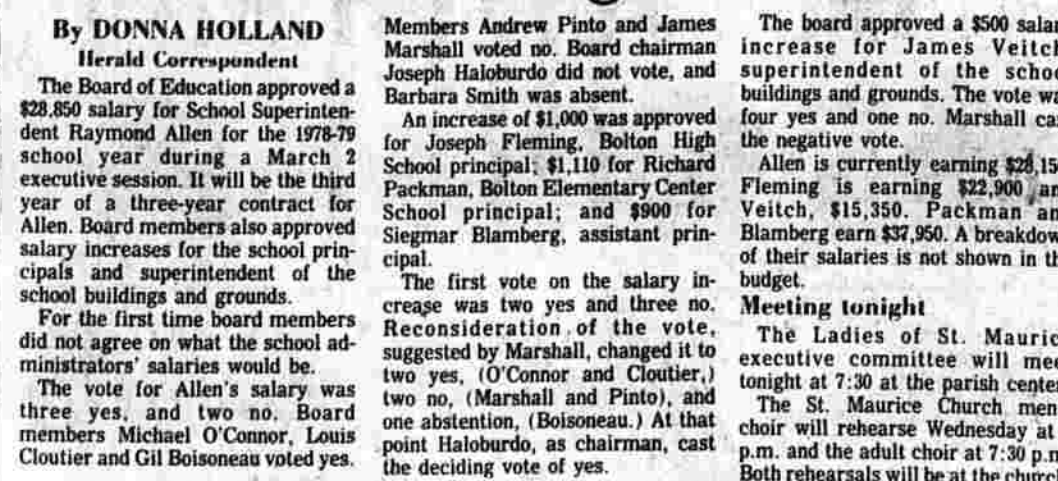 By DONNA HOLLAND
Herald Correspondent
The Board of Education approved a
$28,850 salary for School Superinten-
dent Raymond Allen for the 1978-79
school year during a March 2
executive session. It will be the third
year of a three-year contract for
Allen. Board members also approved
salary increases for the school prin-
cipals and superintendent of the
school buildings and grounds.
For the first time board members
did not agree on what the school ad-
ministrators' salaries would be.
The vote for Allen's salary was
three yes, and two no. Board
members Michael O'Connor, Louis
Cloutier and Gil Boisoneau voted yes.
Members Andrew Pinto and James
Marshall voted no. Board chairman
Joseph Haloburdo did not vote, and
Barbara Smith was absent.
An increase of $1,000 was approved
for Joseph Fleming, Bolton High
School principal; $1,110 for Richard
Packman, Bolton Elementary Center
School principal; and $900 for
Siegmar Blamberg, assistant prin-
cipal.
The first vote on the salary in-
crease was two yes and three no.
Reconsideration of the vote,
suggested by Marshall, changed it to
two yes, (O'Connor and Cloutier,)
two no, (Marshall and Pinto), and
one abstention, (Boisoneau.) At that
point Haloburdo, as chairman, cast
the deciding vote of yes.
The board approved a $500 sala
increase for James Veitch
superintendent of the schoo
buildings and grounds. The vote wa
four yes and one no. Marshall ca
the negative vote.
Allen is currently earning $28,15
Fleming is earning $22,900 an
Veitch, $15,350. Packman an
Blamberg earn $37,950. A breakdow
of their salaries is not shown in th
budget.
Meeting tonight
The Ladies of St. Mauric
executive committee will mee
tonight at 7:30 at the parish center
The St. Maurice Church men
choir will rehearse Wednesday at
p.m. and the adult choir at 7:30 p.m
Both rehearsals will be at the church